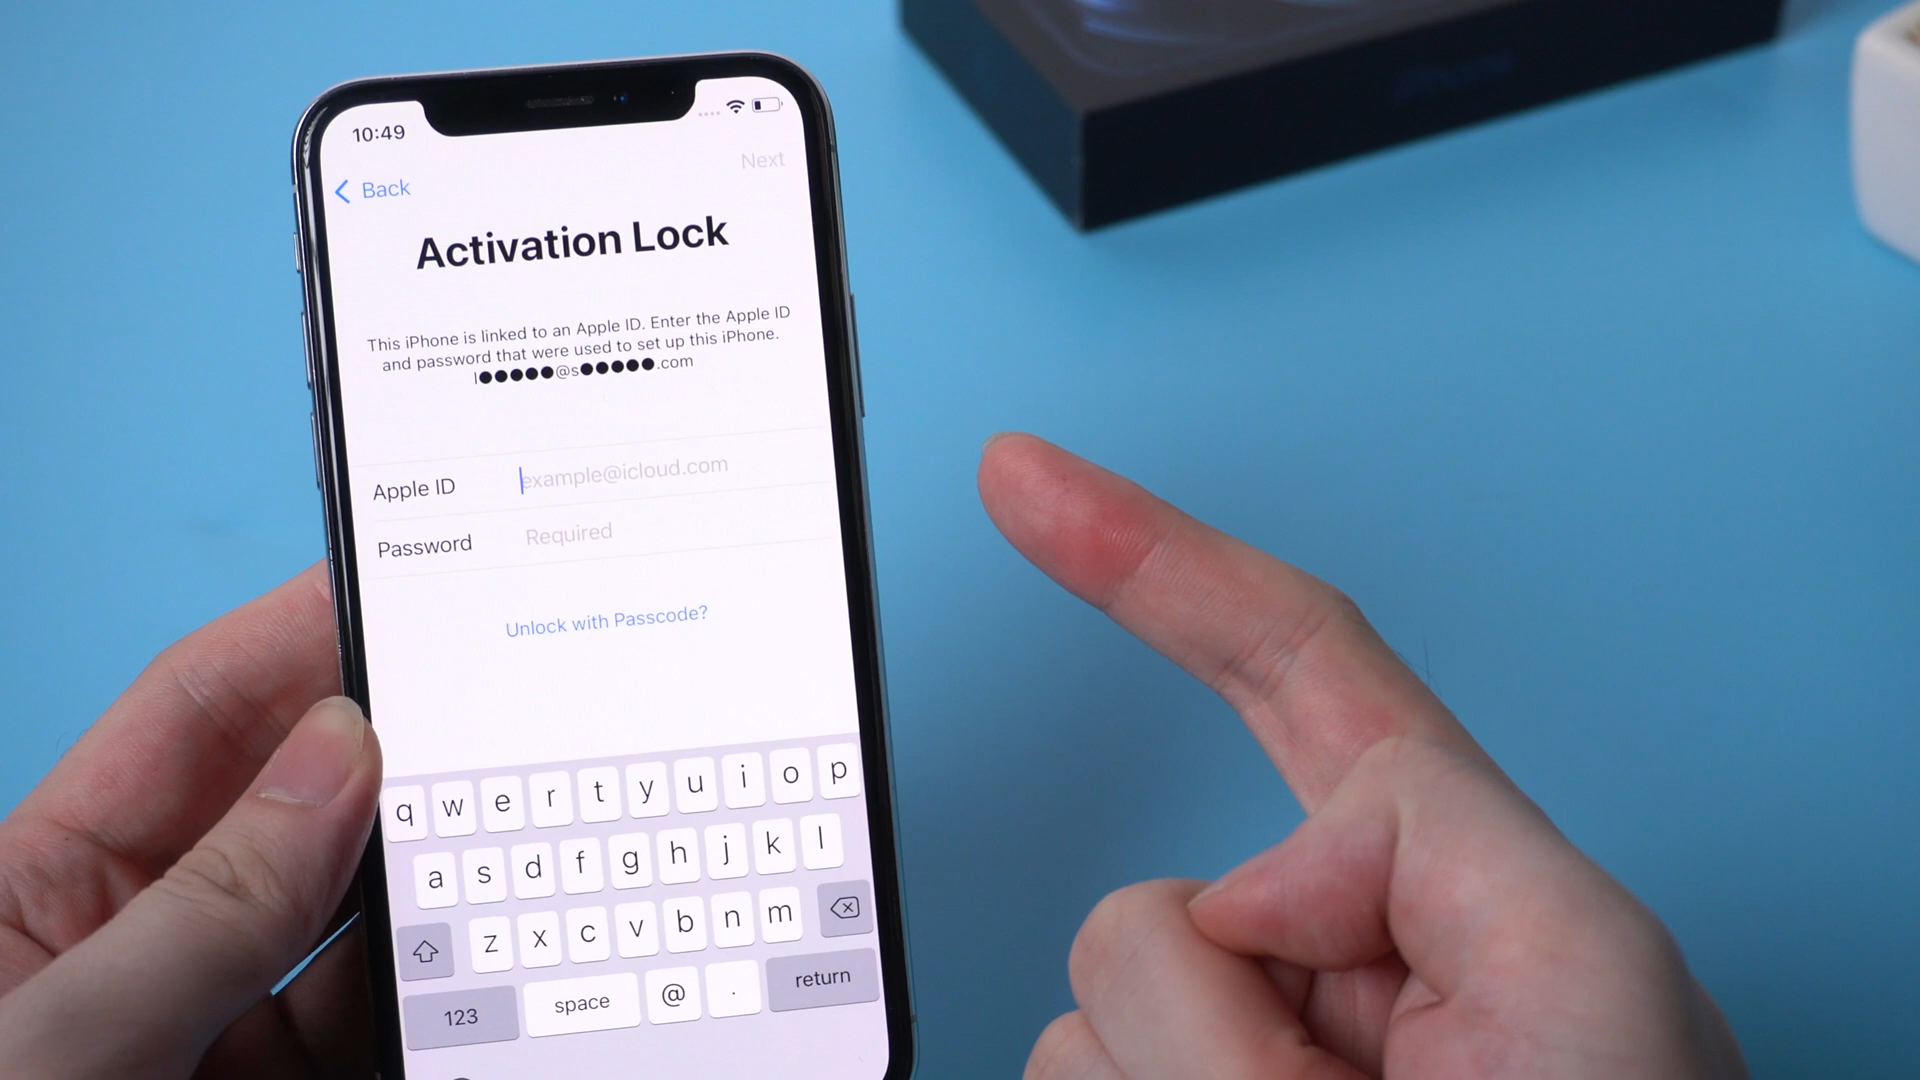 10:49
Next
Back
Activation Lock
This iPhone is linked to an Apple ID. Enter the Apple ID
and password that were used to set up this iPhone.
l●●●●●@s●●●●●.com
Apple ID example@icloud.com
Password Required
Unlock with Passcode?
q w e r t y u i o p
a s d f g h j k l
z x c v b n m
123 space @ . return